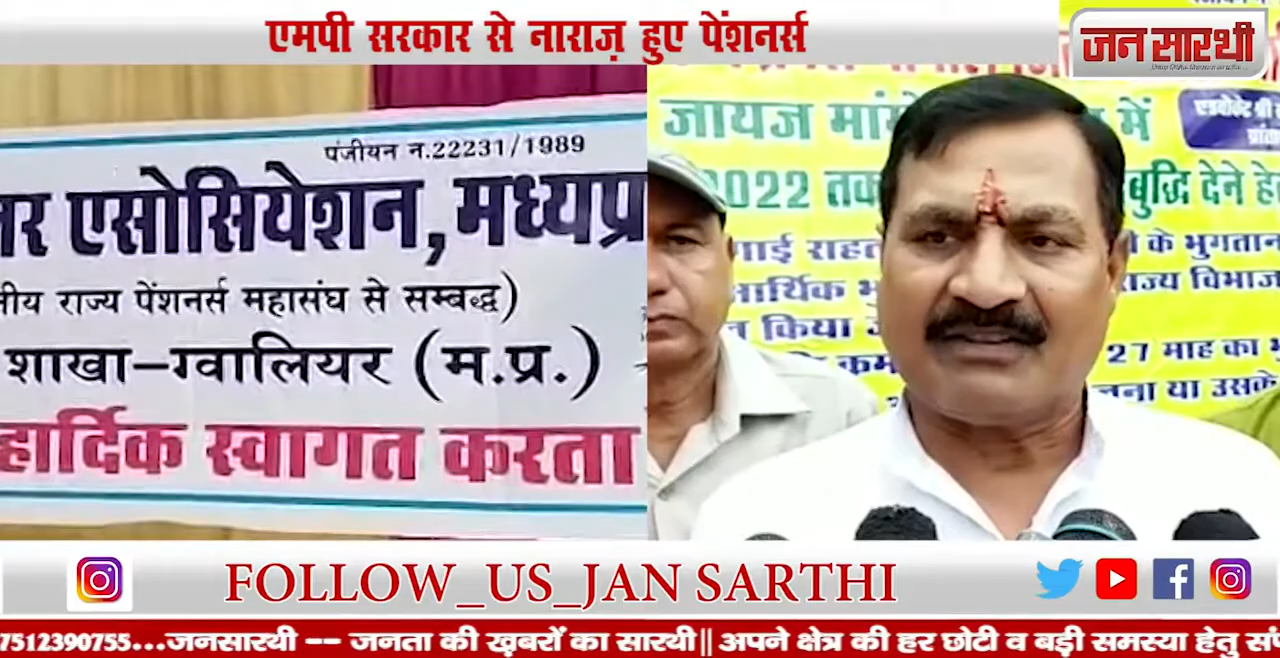 एमपी सरकार से नाराज़ हुए पेंशनर्स
जन सारथी
पंजीयन न.22231/1989
एसोसियेशन, मध्यप्र
राज्य पेंशनर्स महासंघ से सम्बद्ध)
शाखा-ग्वालियर (म.प्र.)
हार्दिक स्वागत करता
जायज मां
में
एडवोकेट श्री
2022 तक
बुद्धि देने हे
राहत
के भुगतान
आर्थिक
राज्य विभाज
किया
27 माह का
या उसके
FOLLOW_US_JAN SARTHI
7512390755...जनसारथी -- जनता की ख़बरों का सारथी || अपने क्षेत्र की हर छोटी व बड़ी समस्या हेतु सं